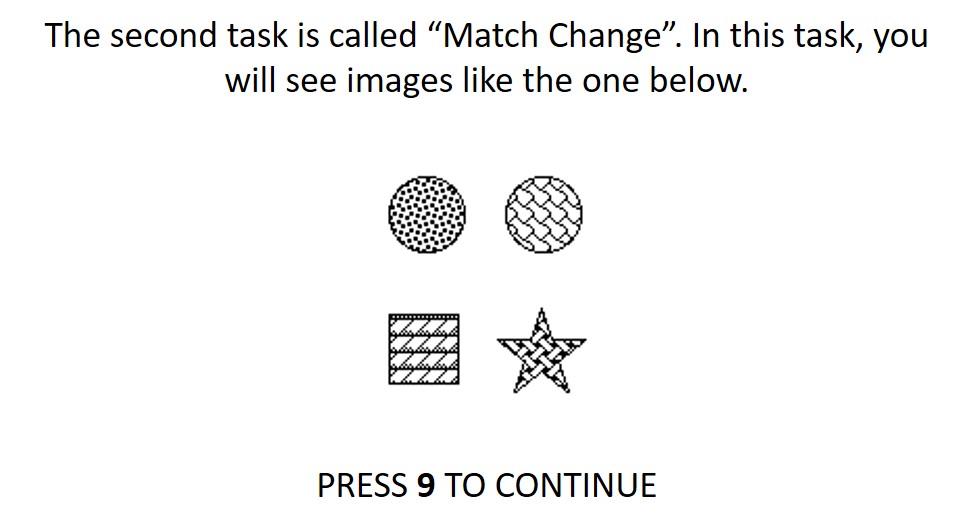 The second task is called “Match Change”. In this task, you
will see images like the one below.
PRESS 9 TO CONTINUE